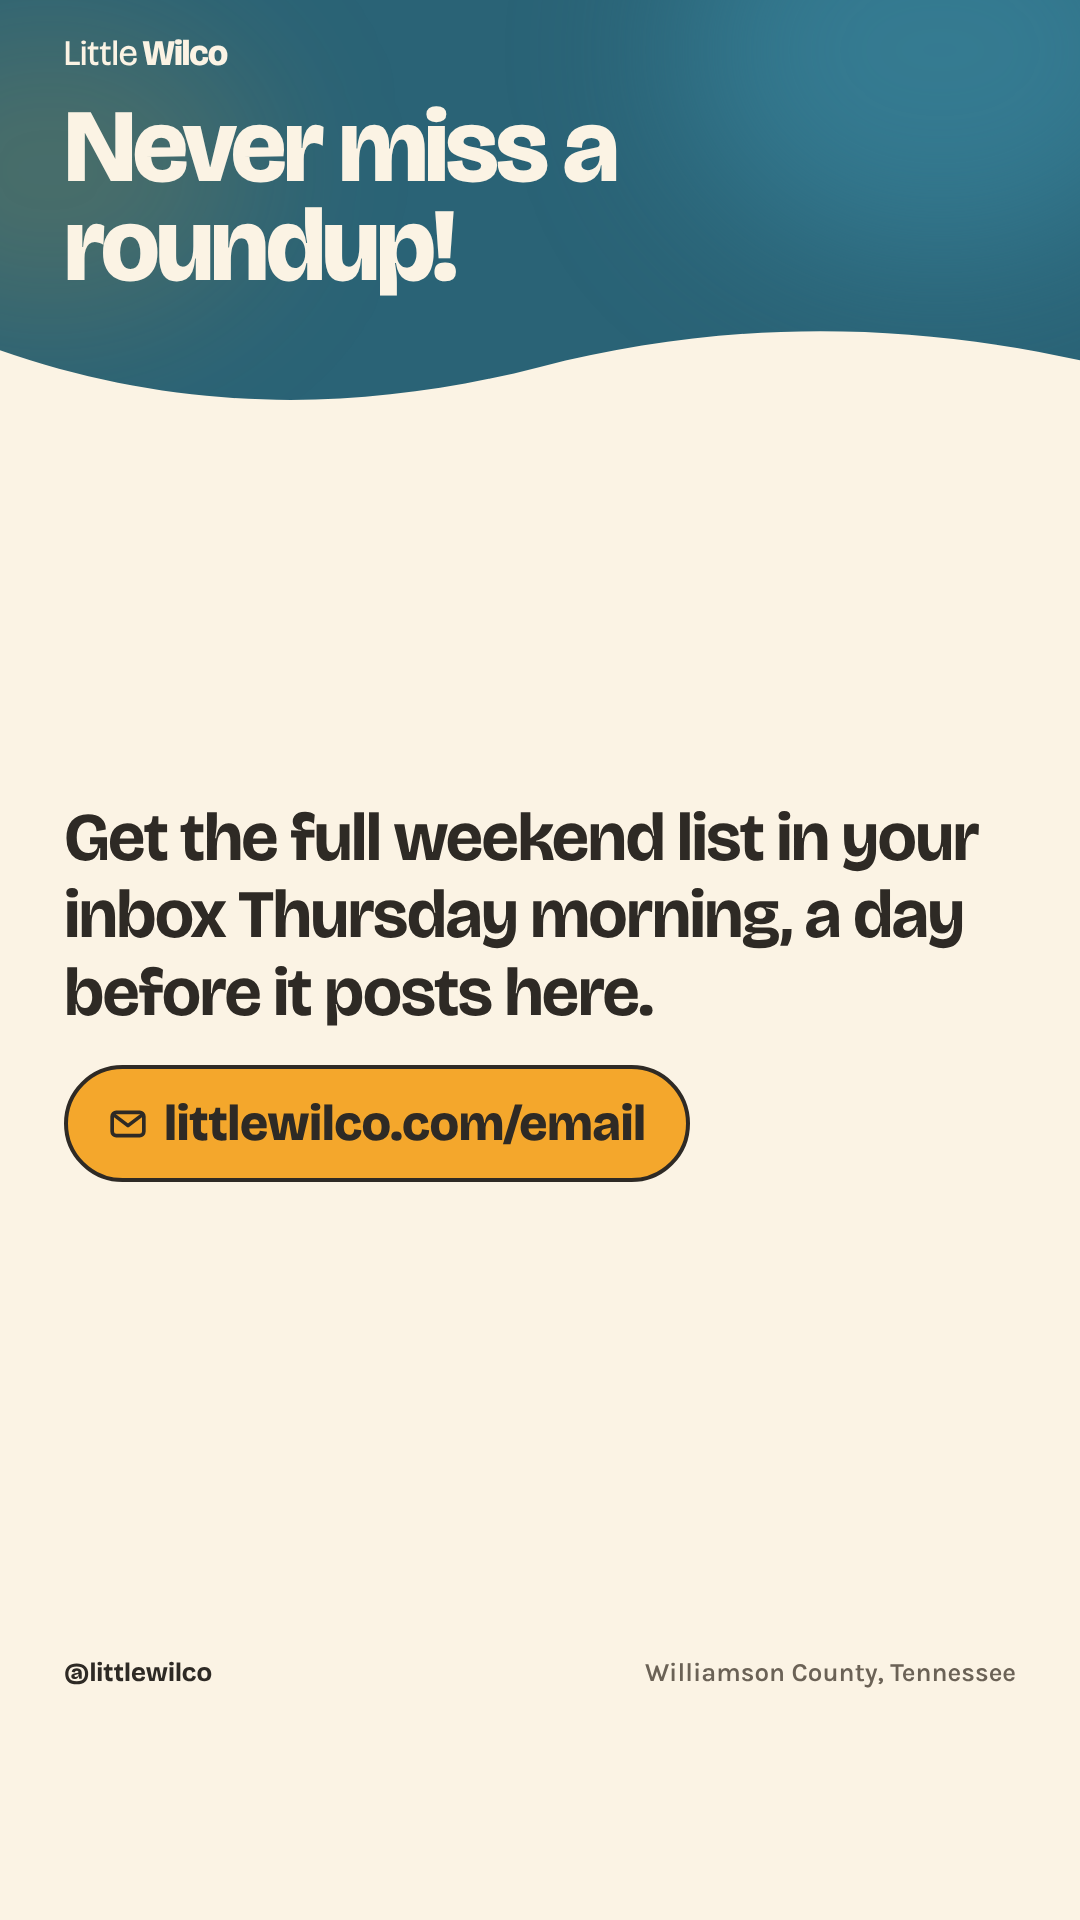 Little Wilco
Never miss a
roundup!
Get the full weekend list in your
inbox Thursday morning, a day
before it posts here.
littlewilco.com/email
@littlewilco
Williamson County, Tennessee